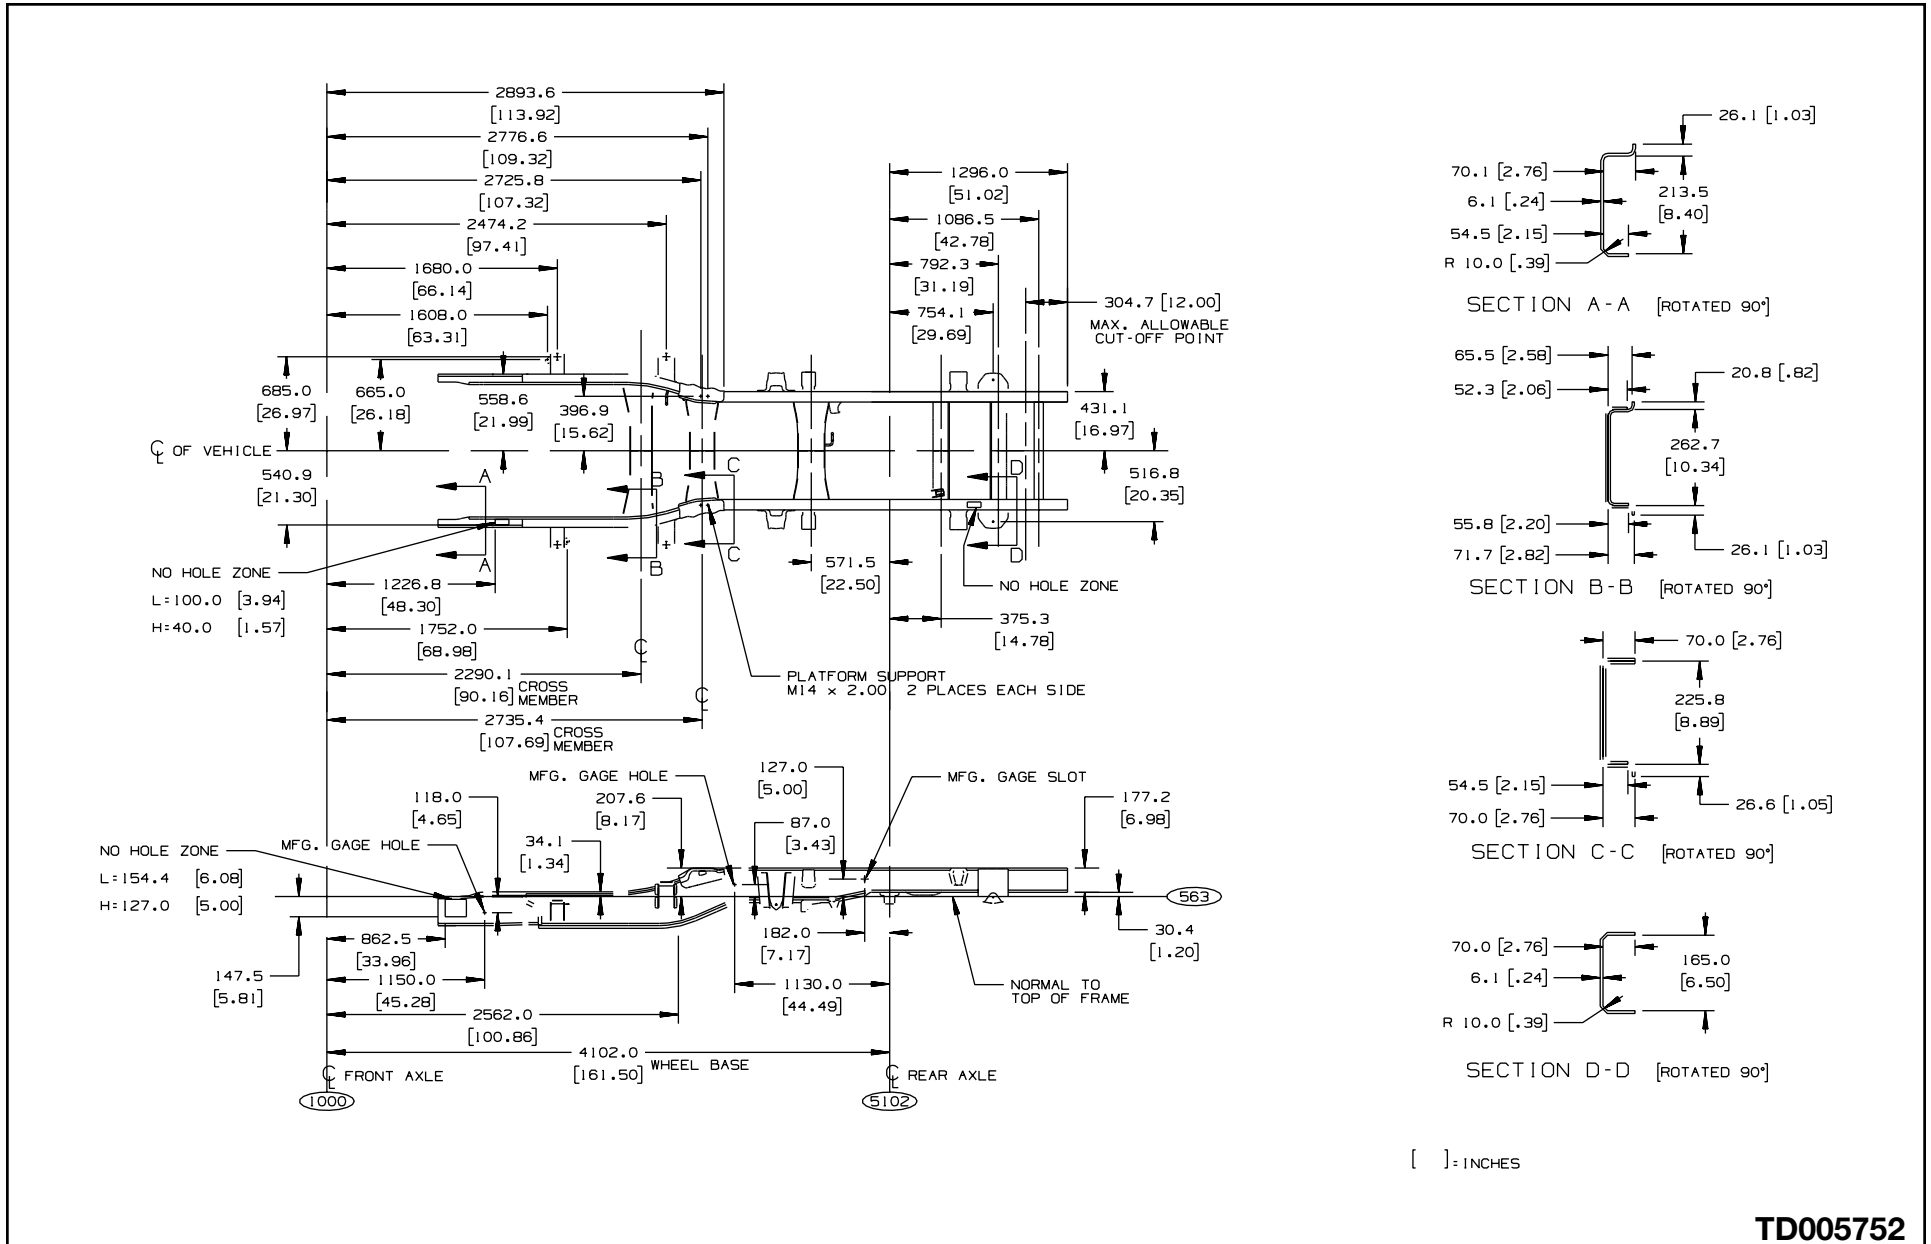 2893.6
[113.92]
2776.6
[109.32]
2725.8
[107.32]
2474.2
[97.41]
1680.0
[66.14]
1608.0
[63.31]
1296.0
[51.02]
1086.5
[42.78]
792.3
[31.19]
754.1
[29.69]
304.7 [12.00]
MAX. ALLOWABLE
CUT-OFF POINT
685.0
[26.97]
665.0
[26.18]
558.6
[21.99]
396.9
[15.62]
431.1
[16.97]
℄ OF VEHICLE
540.9
[21.30]
516.8
[20.35]
A
B
C
D
A
B
C
D
NO HOLE ZONE
L=100.0 [3.94]
H=40.0 [1.57]
1226.8
[48.30]
1752.0
[68.98]
571.5
[22.50]
NO HOLE ZONE
375.3
[14.78]
℄
2290.1
[90.16] CROSS
MEMBER
℄
PLATFORM SUPPORT
M14 x 2.00 2 PLACES EACH SIDE
2735.4
[107.69] CROSS
MEMBER
MFG. GAGE HOLE
127.0
[5.00]
MFG. GAGE SLOT
118.0
[4.65]
207.6
[8.17]
87.0
[3.43]
177.2
[6.98]
34.1
[1.34]
NO HOLE ZONE
L=154.4 [6.08]
H=127.0 [5.00]
MFG. GAGE HOLE
563
862.5
[33.96]
182.0
[7.17]
30.4
[1.20]
147.5
[5.81]
1150.0
[45.28]
1130.0
[44.49]
NORMAL TO
TOP OF FRAME
2562.0
[100.86]
4102.0
[161.50] WHEEL BASE
℄ FRONT AXLE
℄ REAR AXLE
1000
5102
26.1 [1.03]
70.1 [2.76]
213.5
[8.40]
6.1 [.24]
54.5 [2.15]
R 10.0 [.39]
SECTION A-A [ROTATED 90°]
65.5 [2.58]
20.8 [.82]
52.3 [2.06]
262.7
[10.34]
55.8 [2.20]
26.1 [1.03]
71.7 [2.82]
SECTION B-B [ROTATED 90°]
70.0 [2.76]
225.8
[8.89]
54.5 [2.15]
26.6 [1.05]
70.0 [2.76]
SECTION C-C [ROTATED 90°]
70.0 [2.76]
165.0
[6.50]
6.1 [.24]
R 10.0 [.39]
SECTION D-D [ROTATED 90°]
[ ]=INCHES
TD005752